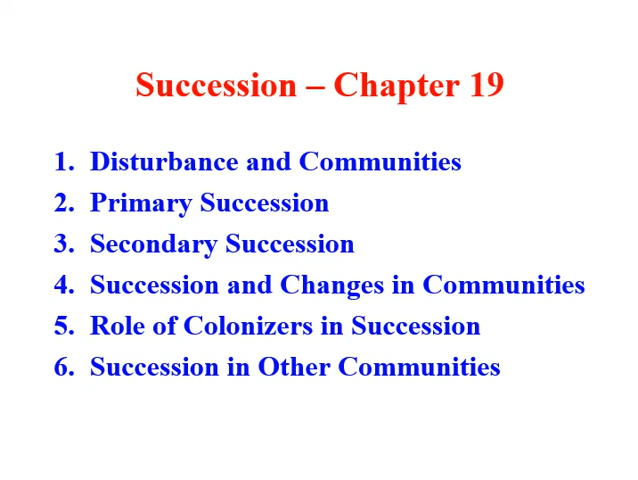 Succession – Chapter 19
1. Disturbance and Communities
2. Primary Succession
3. Secondary Succession
4. Succession and Changes in Communities
5. Role of Colonizers in Succession
6. Succession in Other Communities